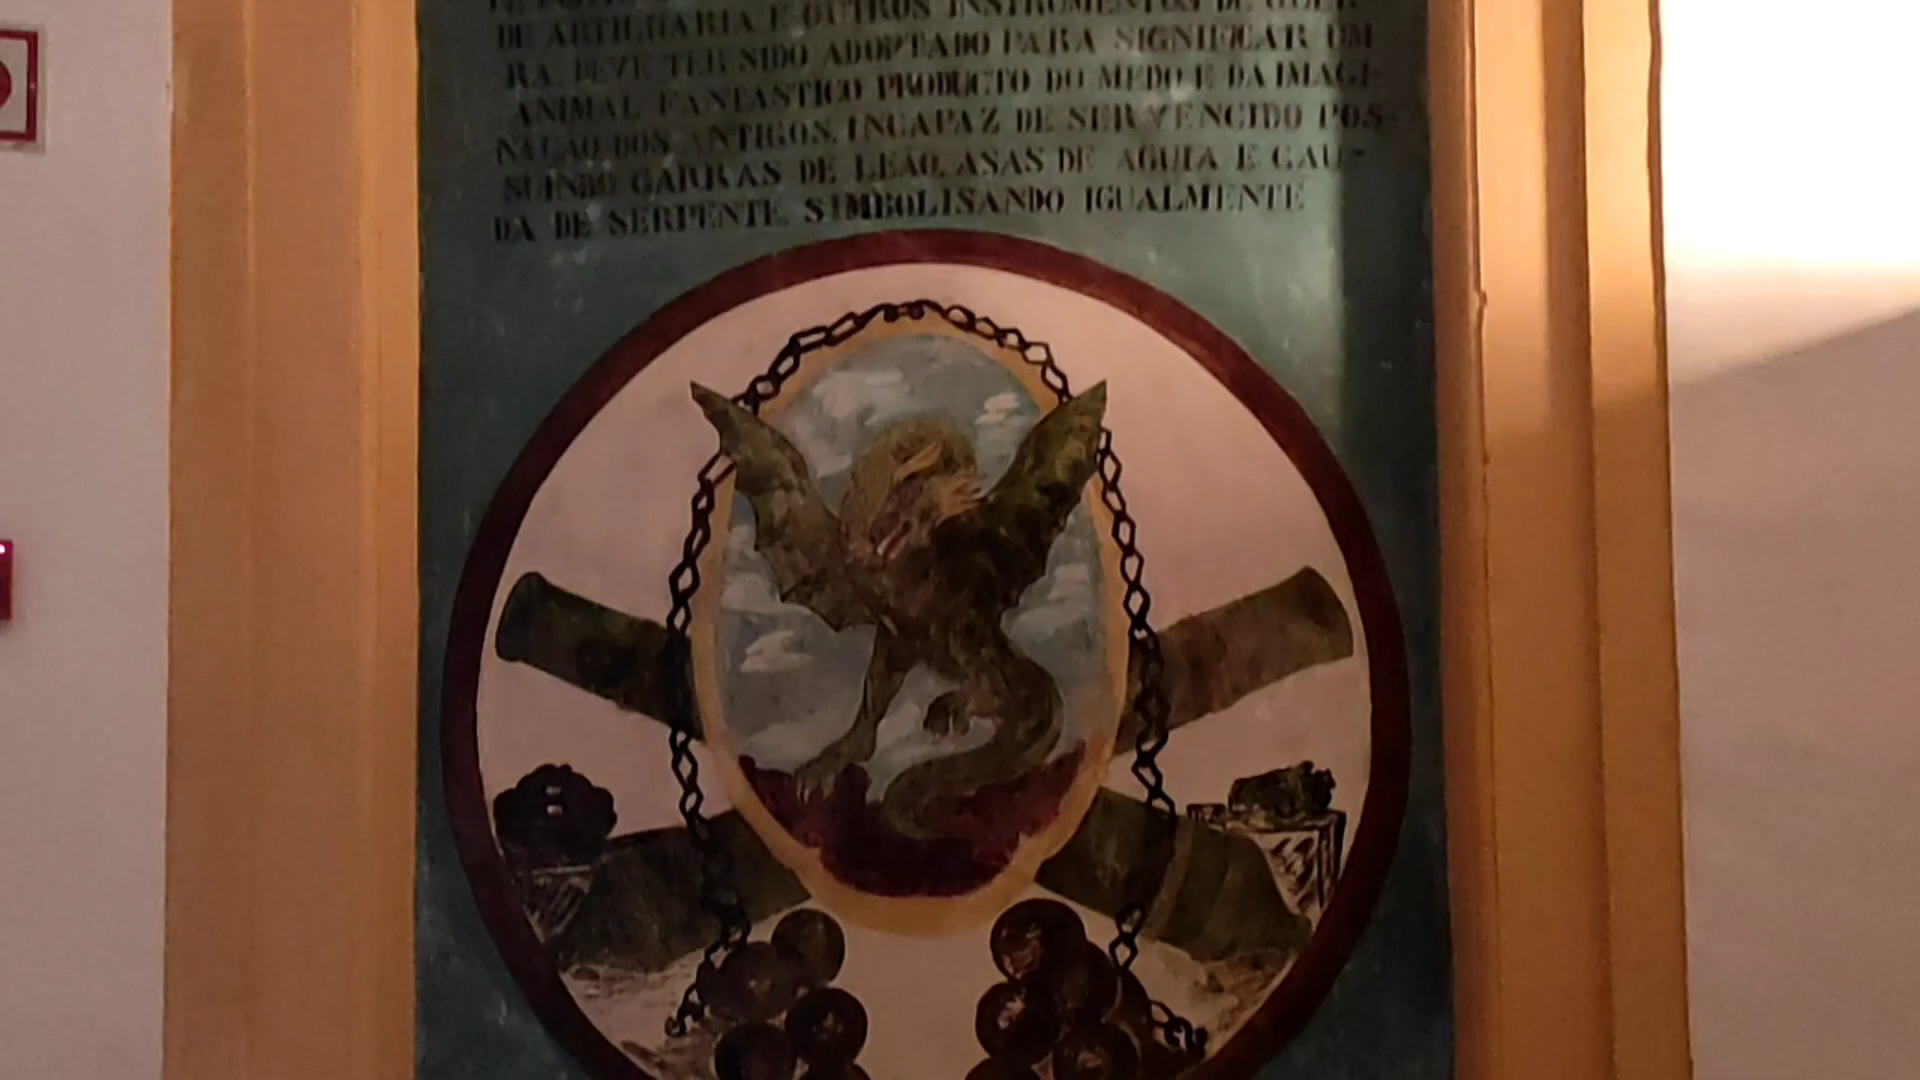 DE ARTILHARIA E OUTROS INSTRUMENTOS DE GUER-
RA. DEVE TER SIDO ADOPTADO PARA SIGNIFICAR UM
ANIMAL FANTASTICO PRODUCTO DO MEDO E DA IMAGI-
NAÇAO DOS ANTIGOS, INCAPAZ DE SER VENCIDO POS-
SUINDO GARRAS DE LEÃO, ASAS DE AGUIA E CAU-
DA DE SERPENTE, SIMBOLISANDO IGUALMENTE